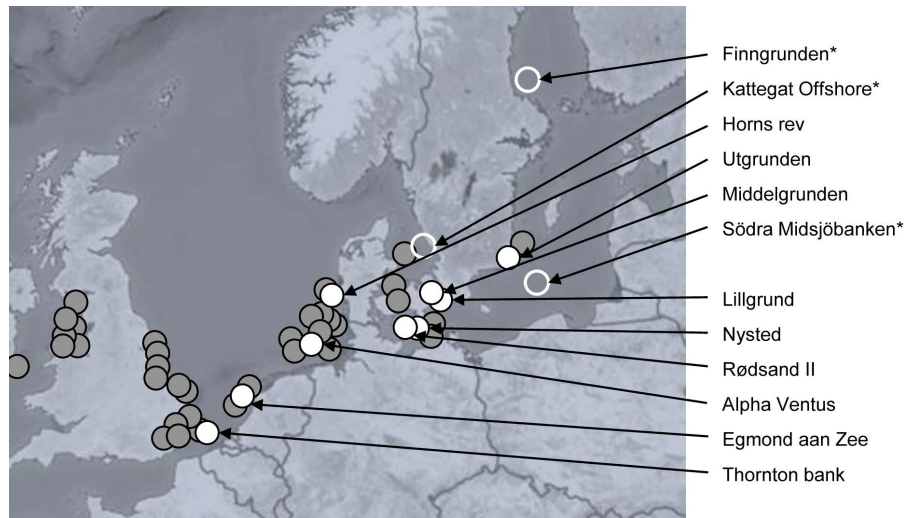 Finngrunden*
Kattegat Offshore*
Horns rev
Utgrunden
Middelgrunden
Södra Midsjöbanken*
Lillgrund
Nysted
Rødsand II
Alpha Ventus
Egmond aan Zee
Thornton bank